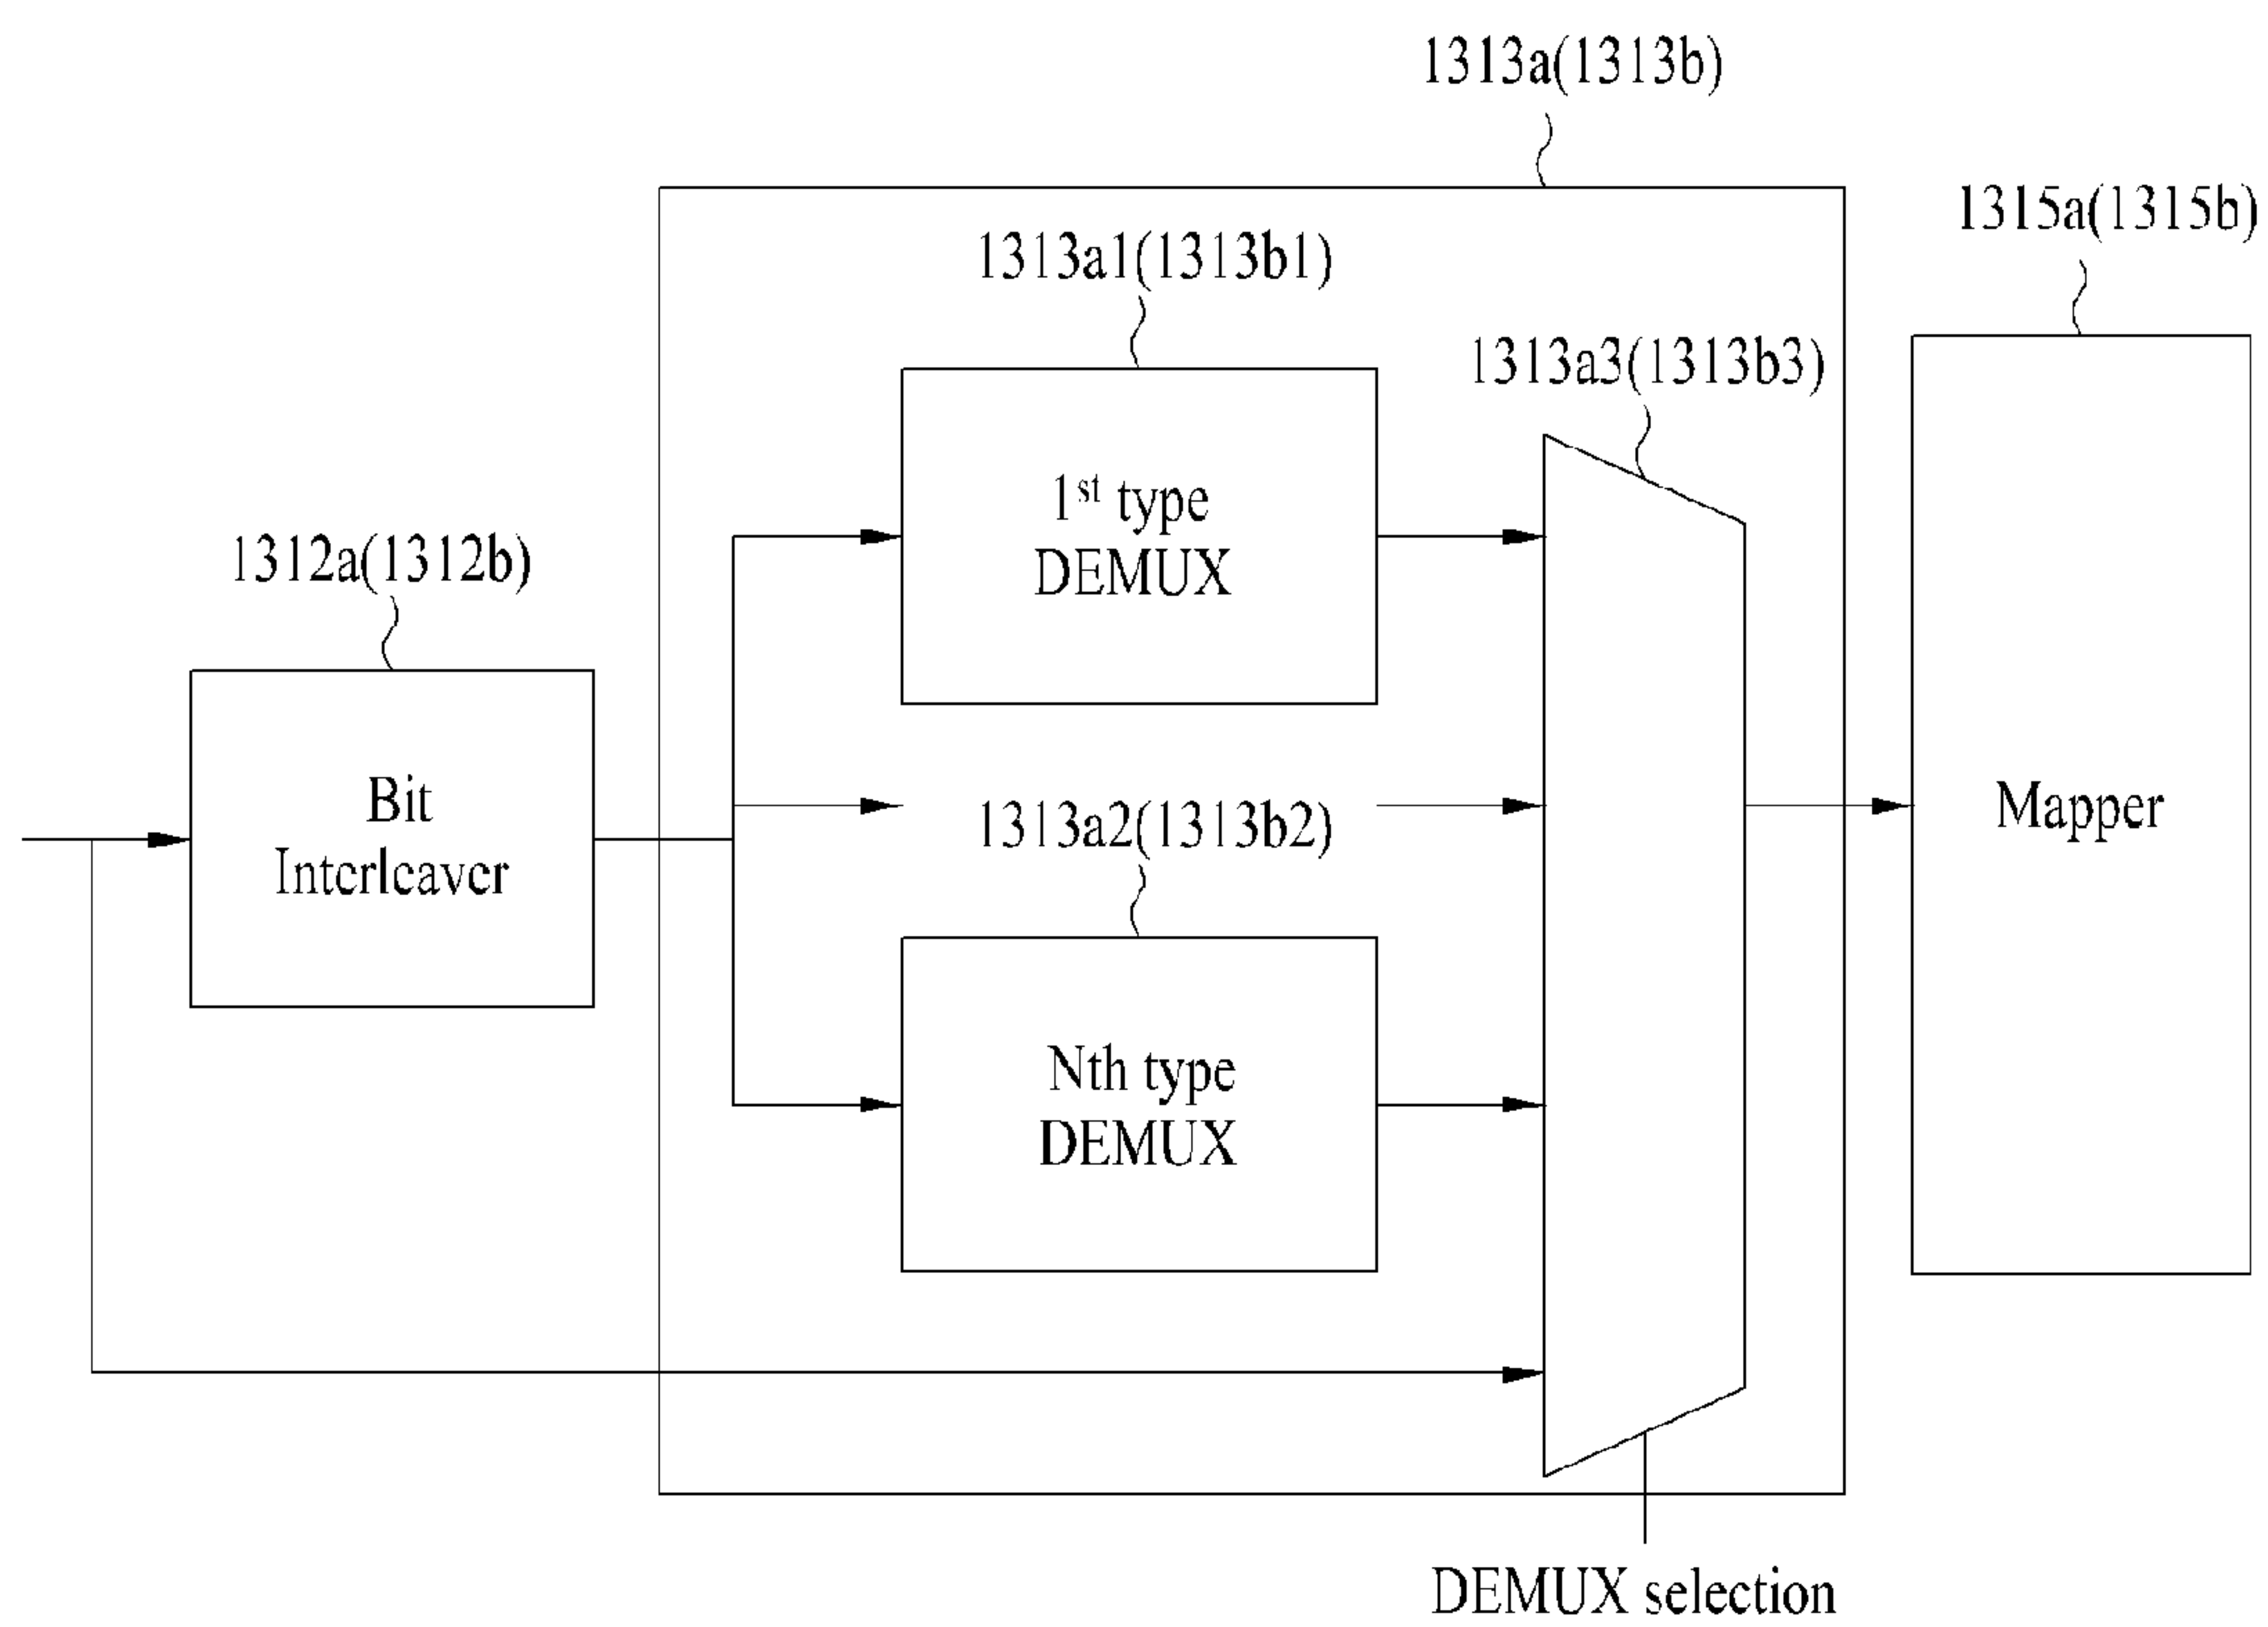 1313a(1313b)
1315a(1315b)
1313a1(1313b1)
1313a3(1313b3)
1st type
DEMUX
1312a(1312b)
Bit
Interleaver
1313a2(1313b2)
Mapper
Nth type
DEMUX
DEMUX selection